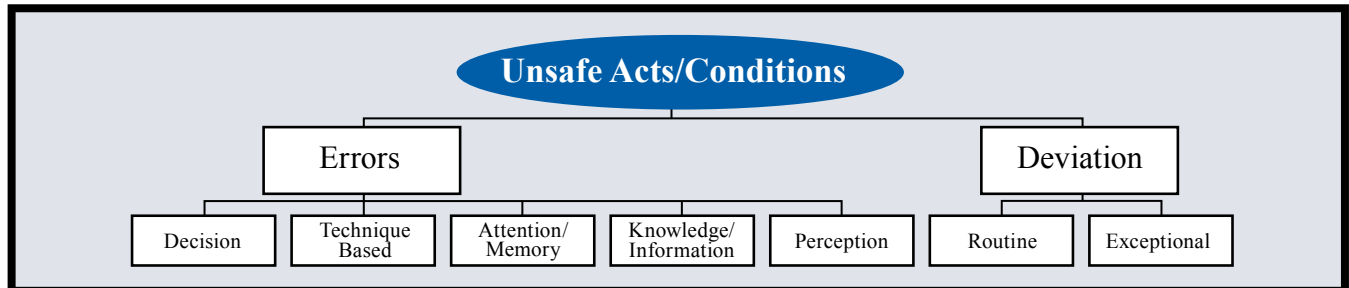 Unsafe Acts/Conditions
Errors
Deviation
Decision
Technique
Based
Attention/
Memory
Knowledge/
Information
Perception
Routine
Exceptional